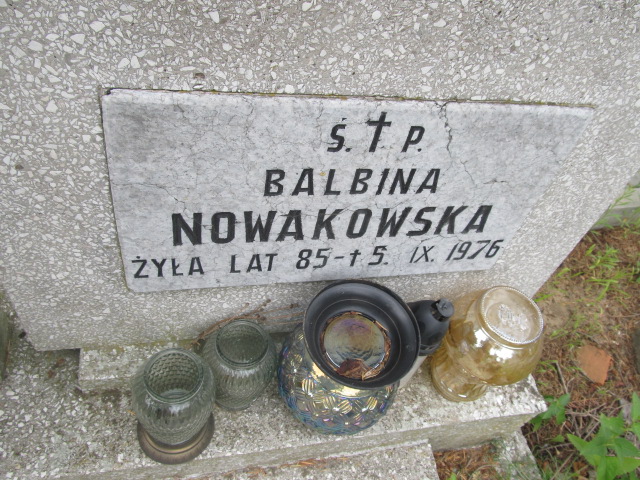 Ś. † P.
BALBINA
NOWAKOWSKA
ŻYŁA LAT 85 - † 5. IX. 1976